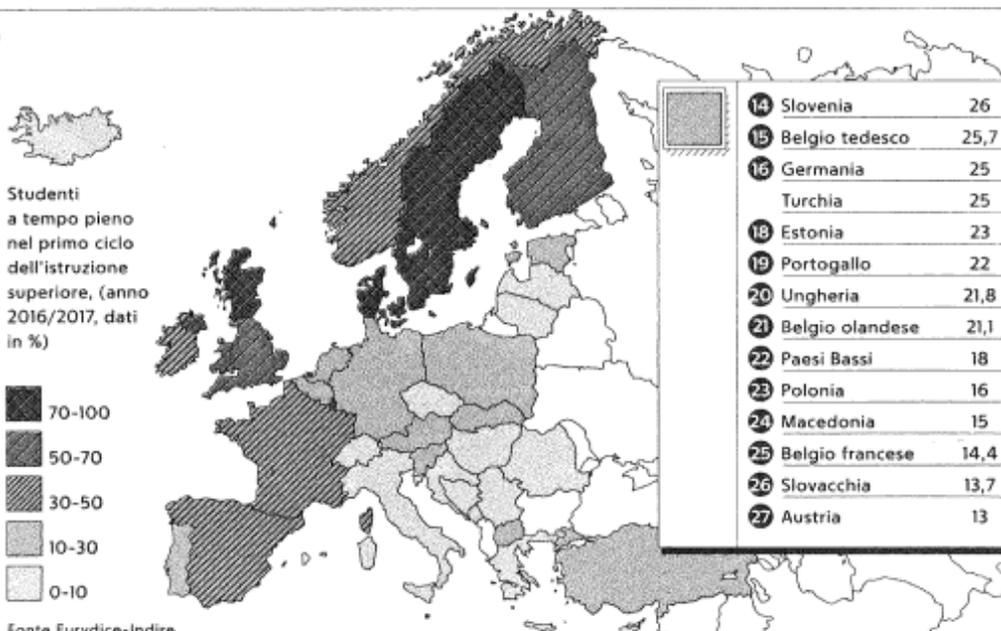 Studenti
a tempo pieno
nel primo ciclo
dell'istruzione
superiore, (anno
2016/2017, dati
in %)
70-100
50-70
30-50
10-30
0-10
Fonte Eurydice-Indire
14 Slovenia 26
15 Belgio tedesco 25,7
16 Germania 25
Turchia 25
18 Estonia 23
19 Portogallo 22
20 Ungheria 21,8
21 Belgio olandese 21,1
22 Paesi Bassi 18
23 Polonia 16
24 Macedonia 15
25 Belgio francese 14,4
26 Slovacchia 13,7
27 Austria 13